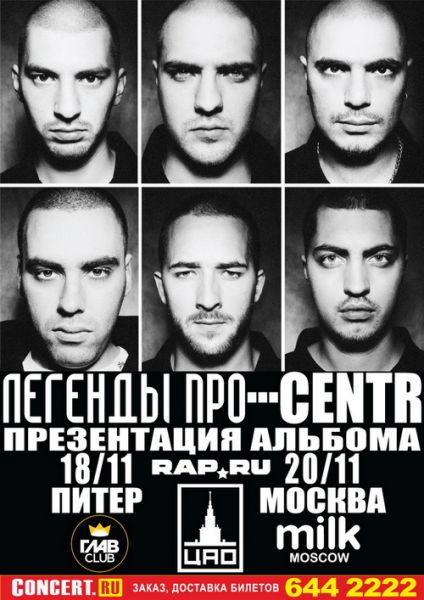 ЛЕГЕНДЫ ПРО...CENTR
ПРЕЗЕНТАЦИЯ АЛЬБОМА
18/11 RAP.RU 20/11
ПИТЕР МОСКВА
ГЛАВ CLUB
ЦАО
milk MOSCOW
CONCERT.RU ЗАКАЗ, ДОСТАВКА БИЛЕТОВ 644 2222